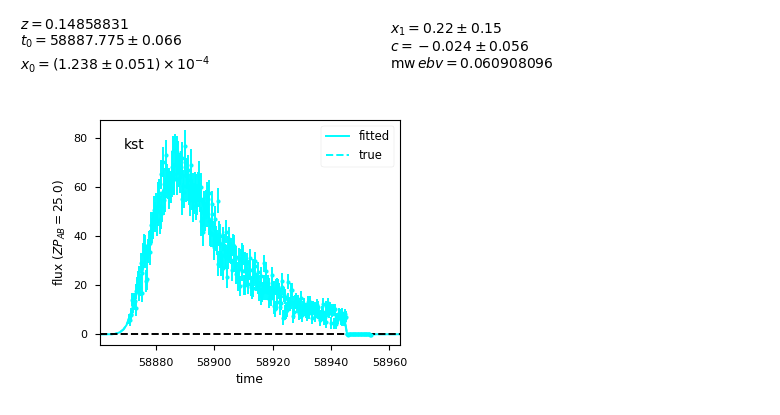 z = 0.14858831
t₀ = 58887.775 ± 0.066
x₀ = (1.238 ± 0.051) × 10⁻⁴
x₁ = 0.22 ± 0.15
c = −0.024 ± 0.056
mw ebv = 0.060908096
kst
fitted
true
80
60
40
20
0
flux (ZP_AB = 25.0)
58880 58900 58920 58940 58960
time